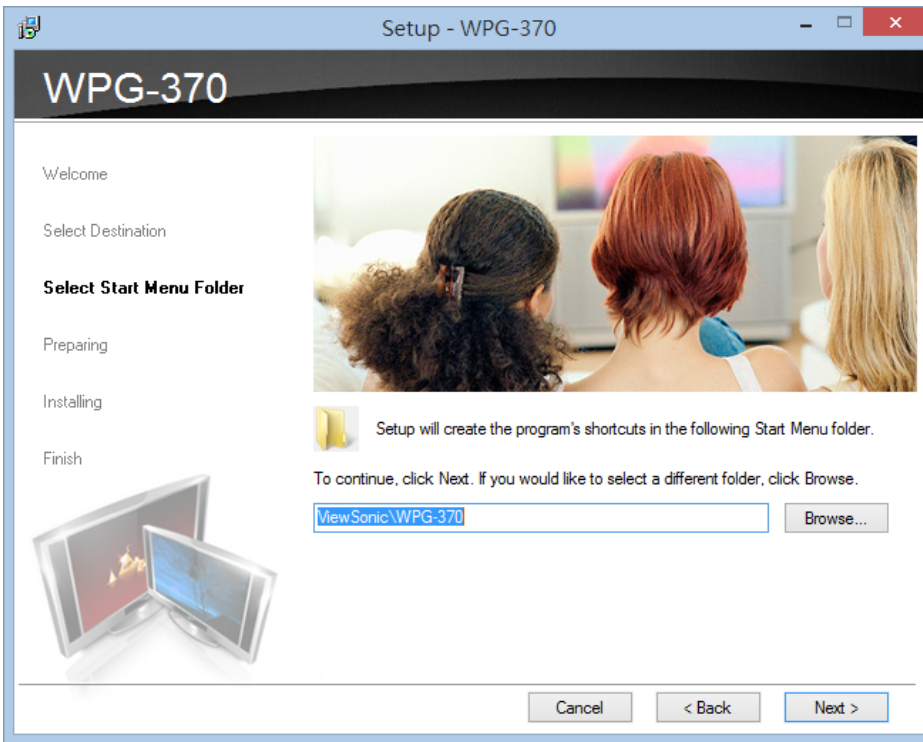 Setup - WPG-370
WPG-370
Welcome
Select Destination
Select Start Menu Folder
Preparing
Installing
Finish
Setup will create the program's shortcuts in the following Start Menu folder.
To continue, click Next. If you would like to select a different folder, click Browse.
ViewSonic\WPG-370
Browse...
Cancel
< Back
Next >